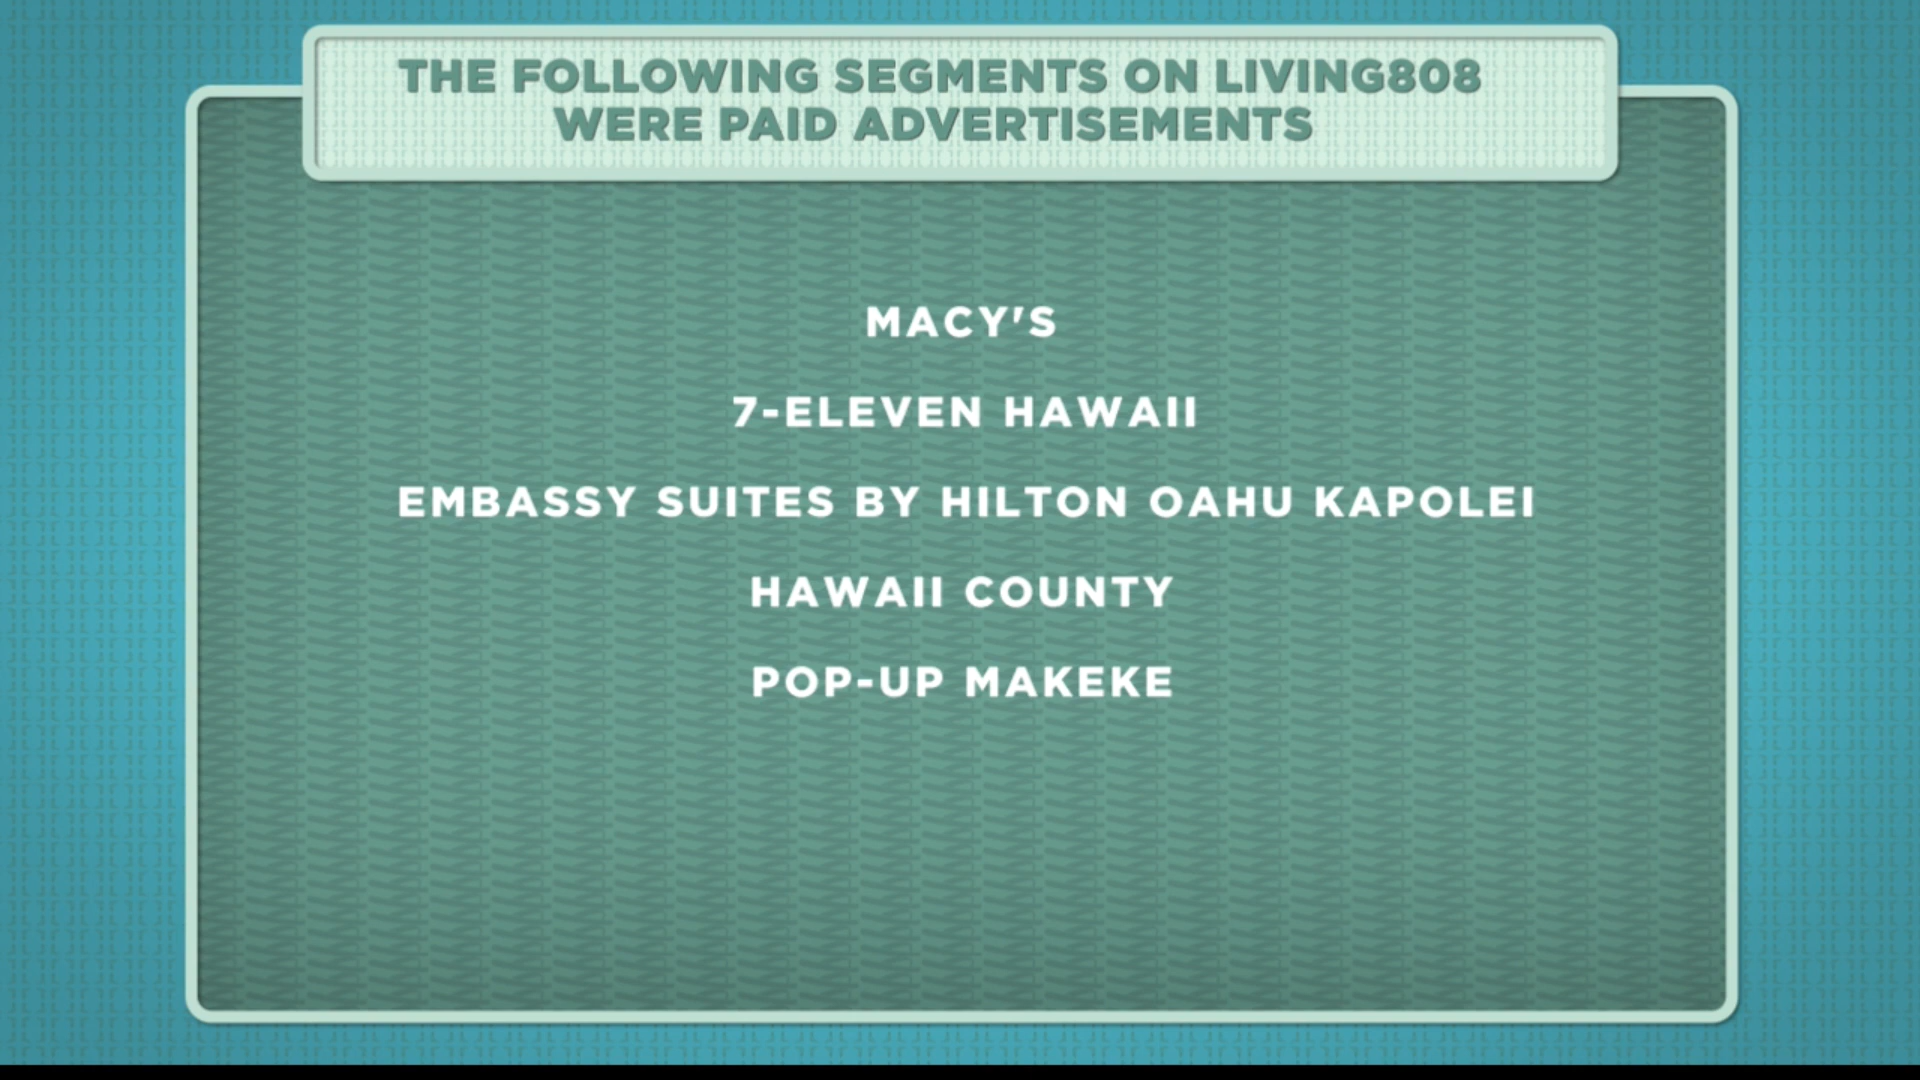 THE FOLLOWING SEGMENTS ON LIVING808
WERE PAID ADVERTISEMENTS
MACY'S
7-ELEVEN HAWAII
EMBASSY SUITES BY HILTON OAHU KAPOLEI
HAWAII COUNTY
POP-UP MAKEKE